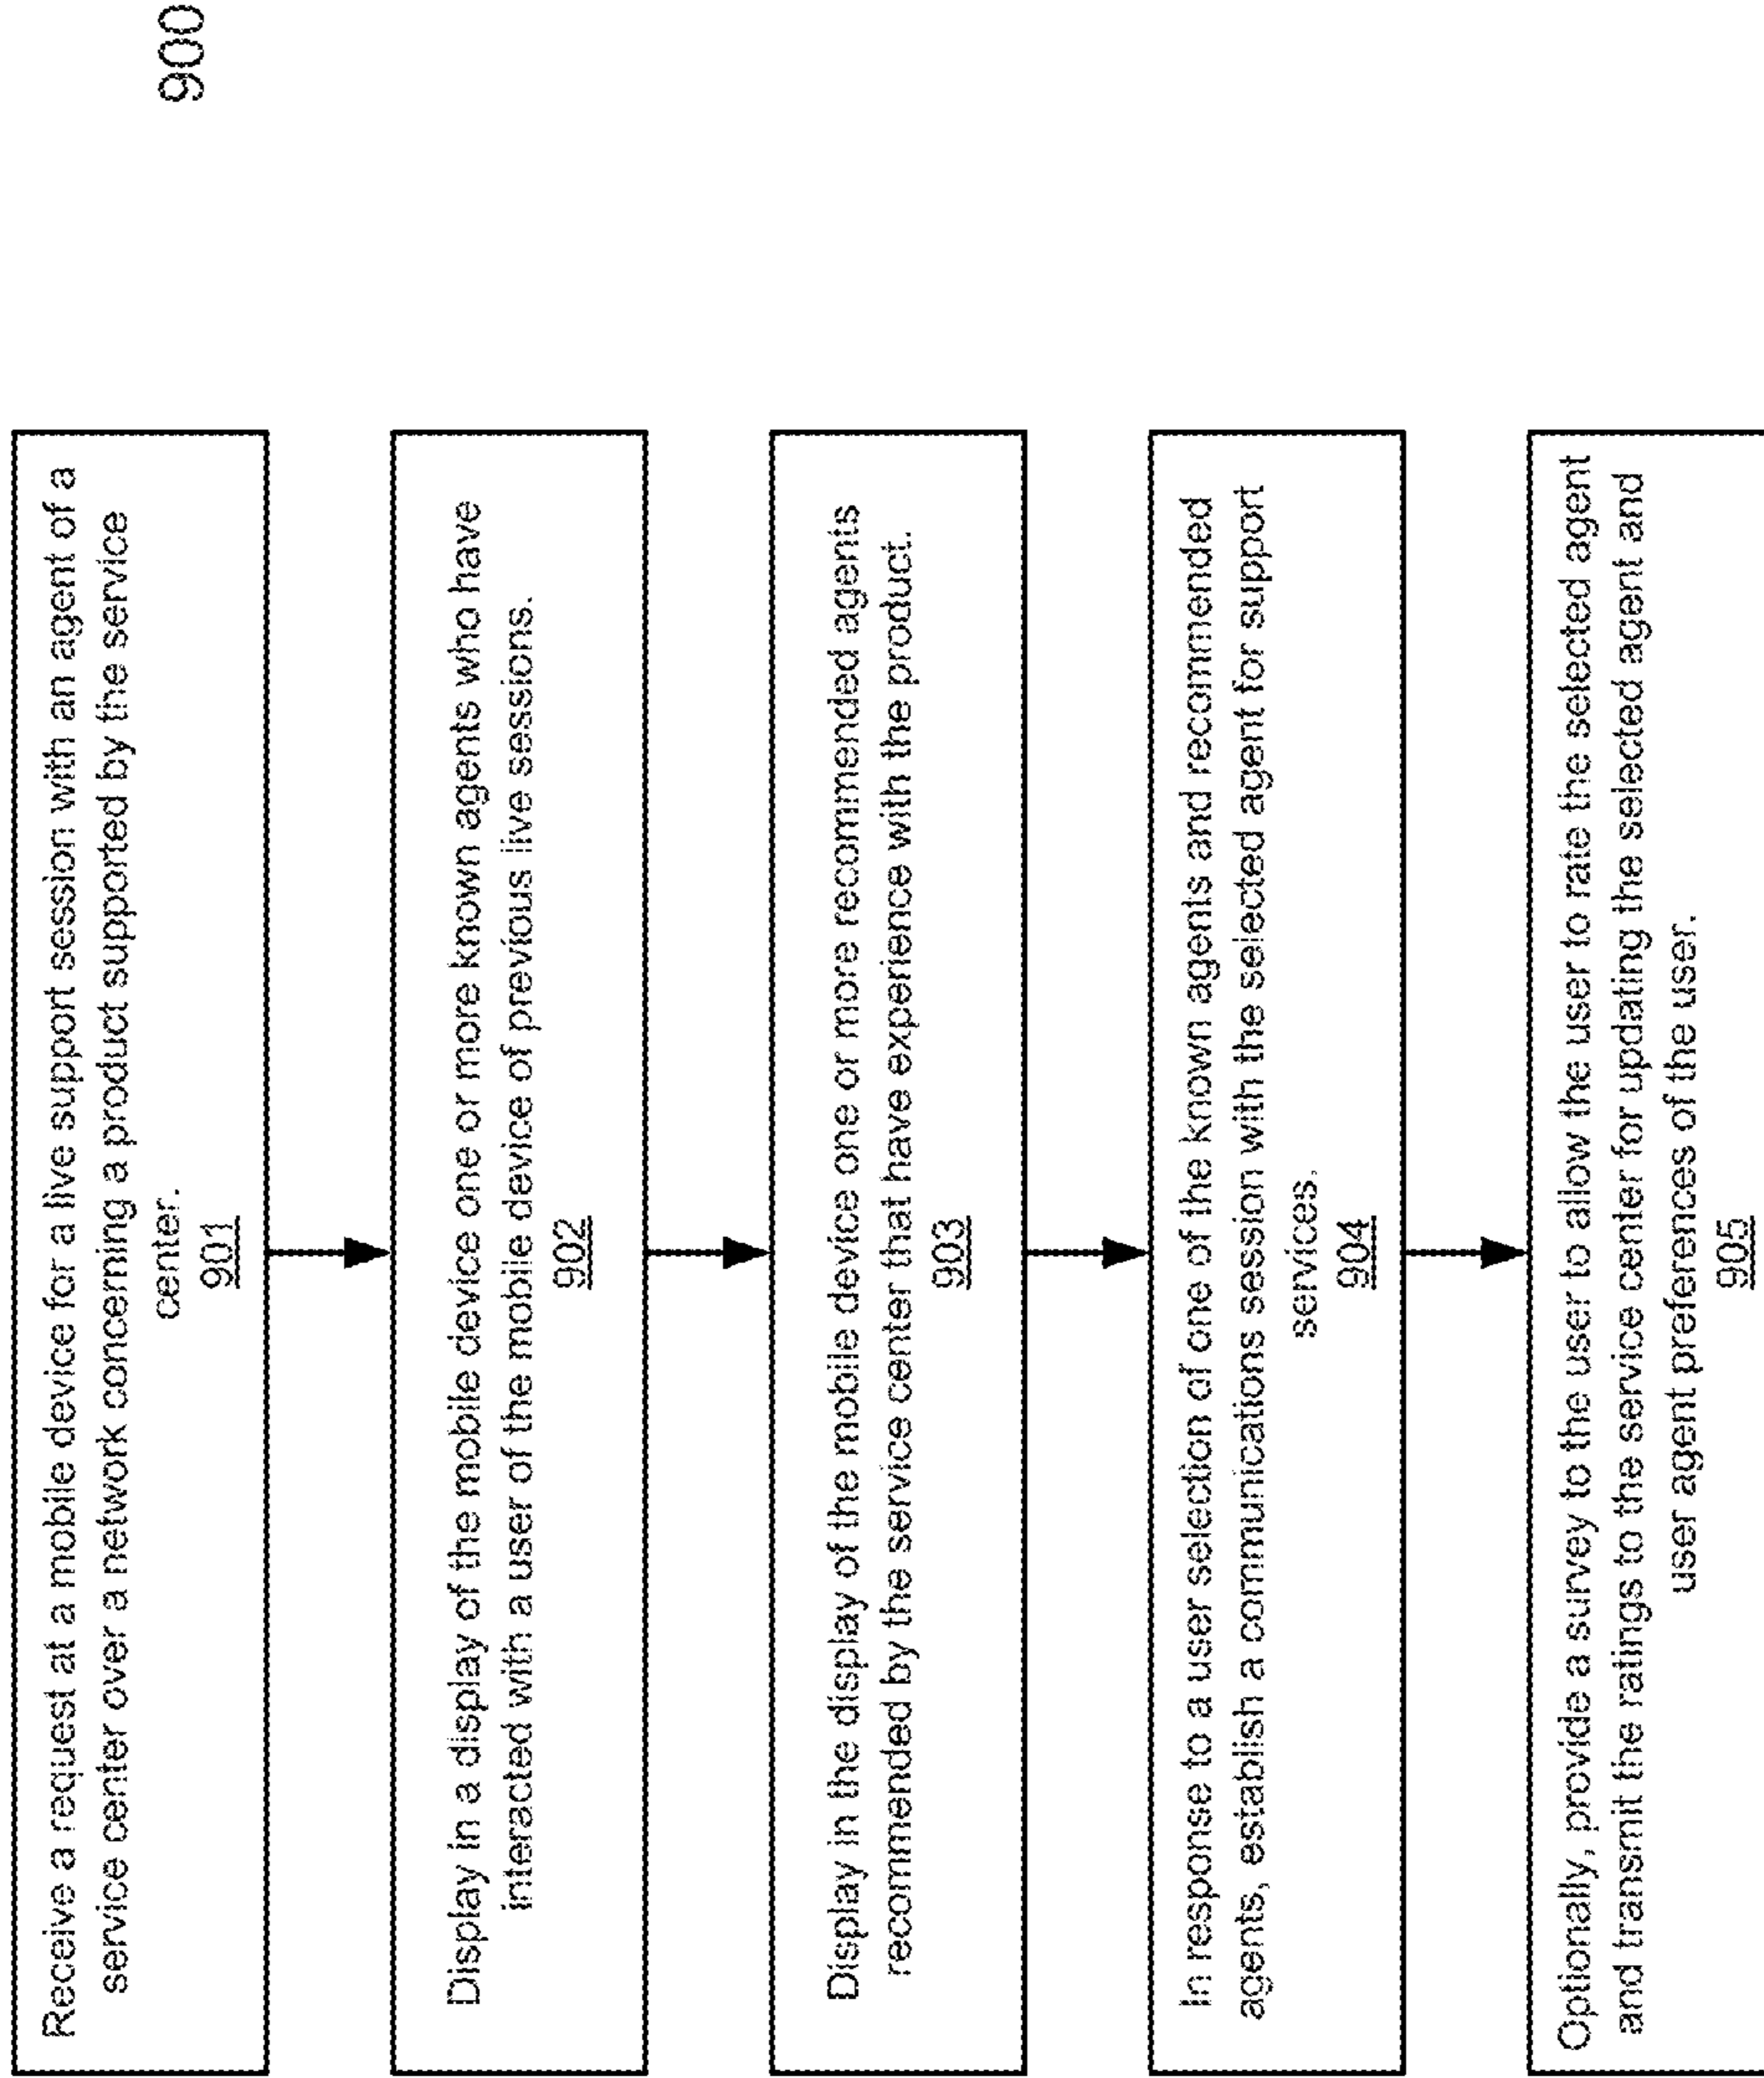 900
Receive a request at a mobile device for a live support session with an agent of a
service center over a network concerning a product supported by the service
center.
901
Display in a display of the mobile device one or more known agents who have
interacted with a user of the mobile device of previous live sessions.
902
Display in the display of the mobile device one or more recommended agents
recommended by the service center that have experience with the product.
903
In response to a user selection of one of the known agents and recommended
agents, establish a communications session with the selected agent for support
services.
904
Optionally, provide a survey to the user to allow the user to rate the selected agent
and transmit the ratings to the service center for updating the selected agent and
user agent preferences of the user.
905